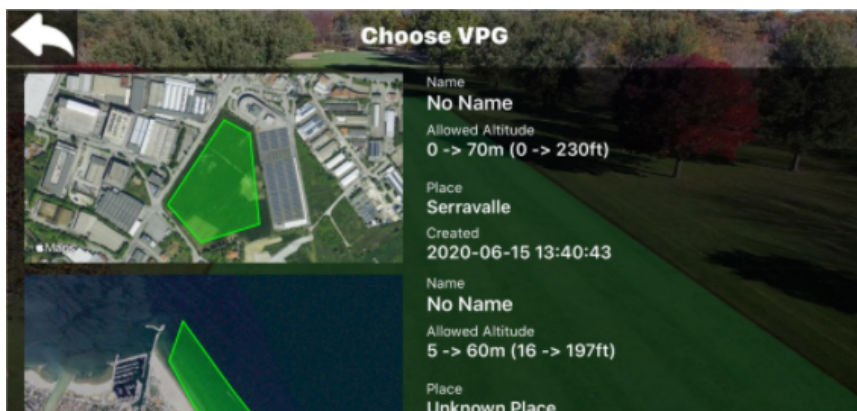 Choose VPG
Name
No Name
Allowed Altitude
0 -> 70m (0 -> 230ft)
Place
Serravalle
Created
2020-06-15 13:40:43
Maps
Name
No Name
Allowed Altitude
5 -> 60m (16 -> 197ft)
Place
Unknown Place